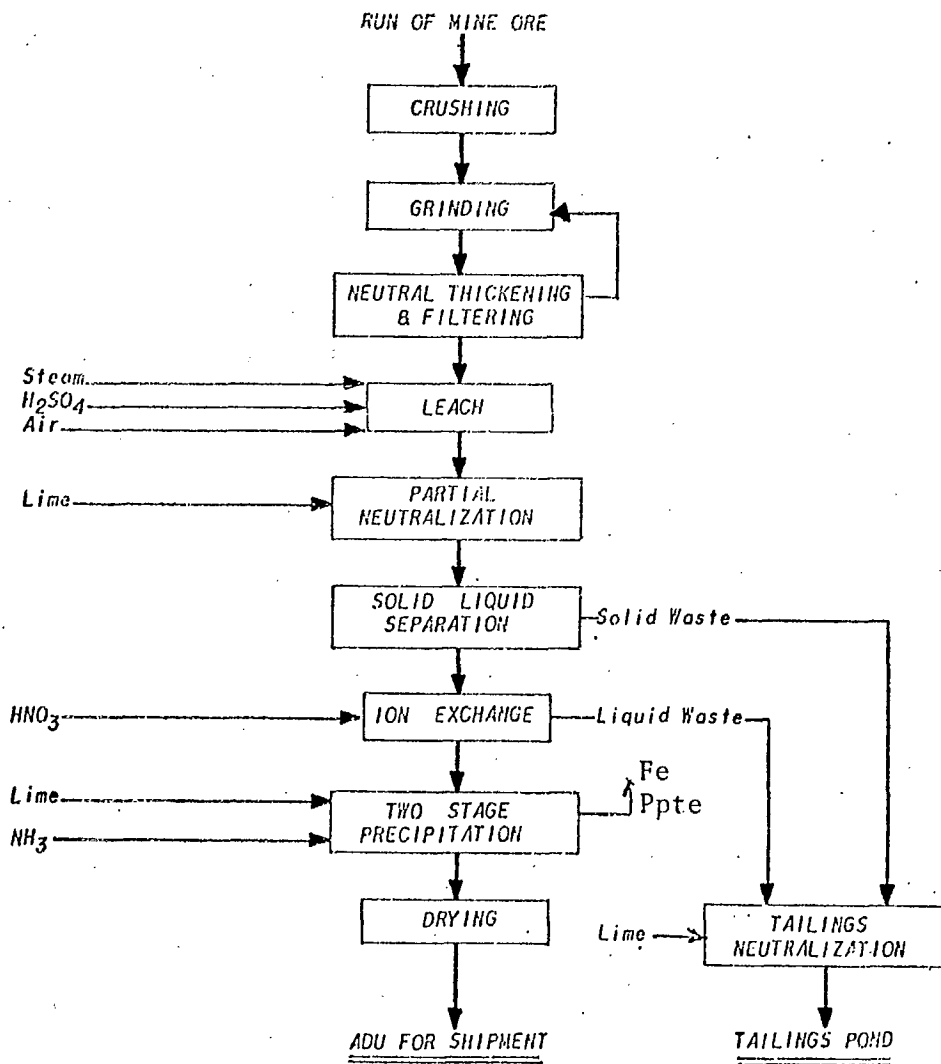 RUN OF MINE ORE
CRUSHING
GRINDING
NEUTRAL THICKENING
& FILTERING
Steam
H₂SO₄
Air
LEACH
Lime
PARTIAL
NEUTRALIZATION
SOLID LIQUID
SEPARATION
Solid Waste
HNO₃
ION EXCHANGE
Liquid Waste
Fe
Ppte
Lime
NH₃
TWO STAGE
PRECIPITATION
DRYING
Lime
TAILINGS
NEUTRALIZATION
ADU FOR SHIPMENT
TAILINGS POND